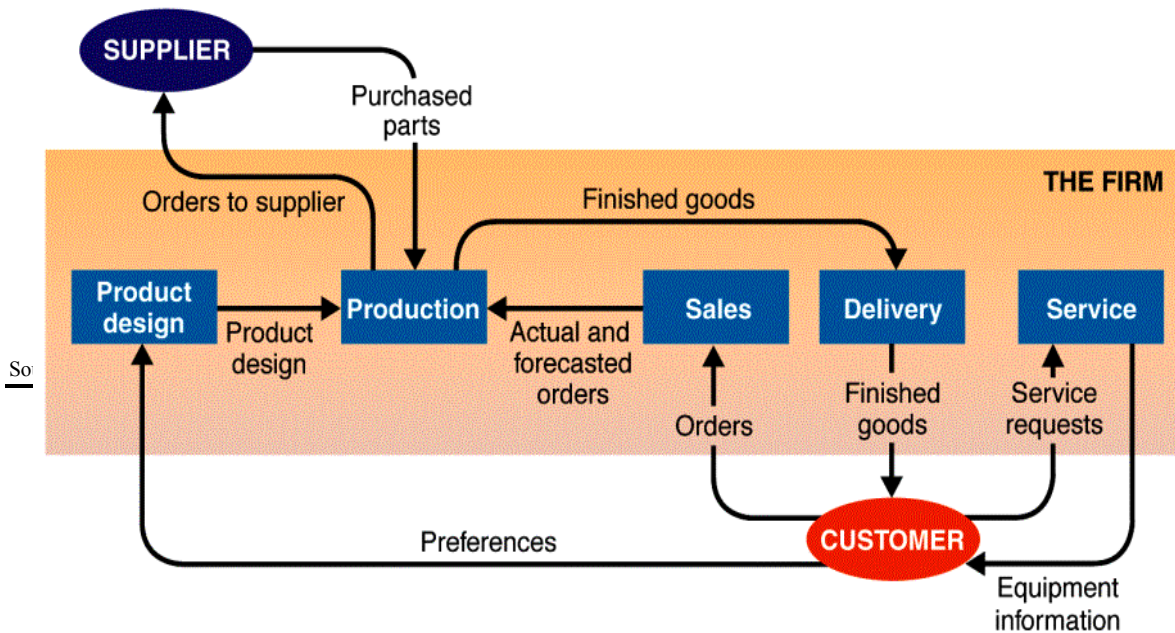 SUPPLIER
Purchased
parts
THE FIRM
Orders to supplier
Finished goods
Product
design
Production
Sales
Delivery
Service
Product
design
Actual and
forecasted
orders
Orders
Finished
goods
Service
requests
CUSTOMER
Preferences
Equipment
information